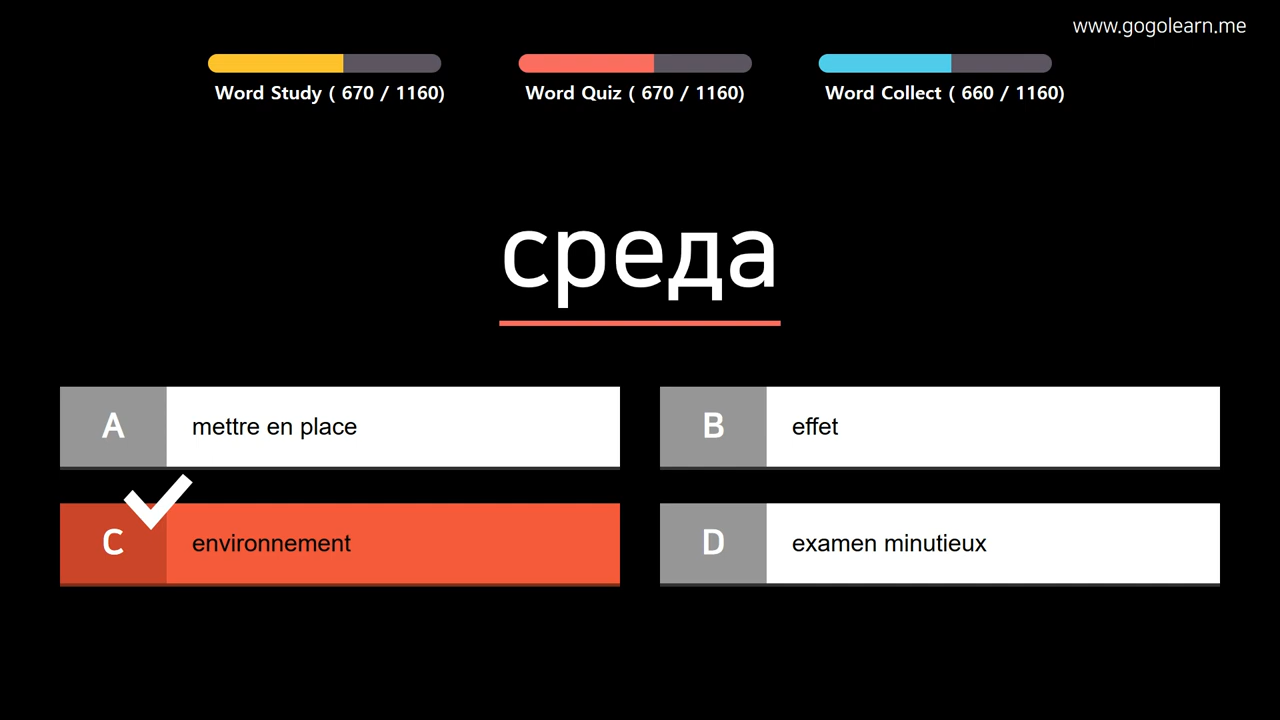 www.gogolearn.me
Word Study ( 670 / 1160)
Word Quiz ( 670 / 1160)
Word Collect ( 660 / 1160)
среда
A
mettre en place
B
effet
C
environnement
D
examen minutieux